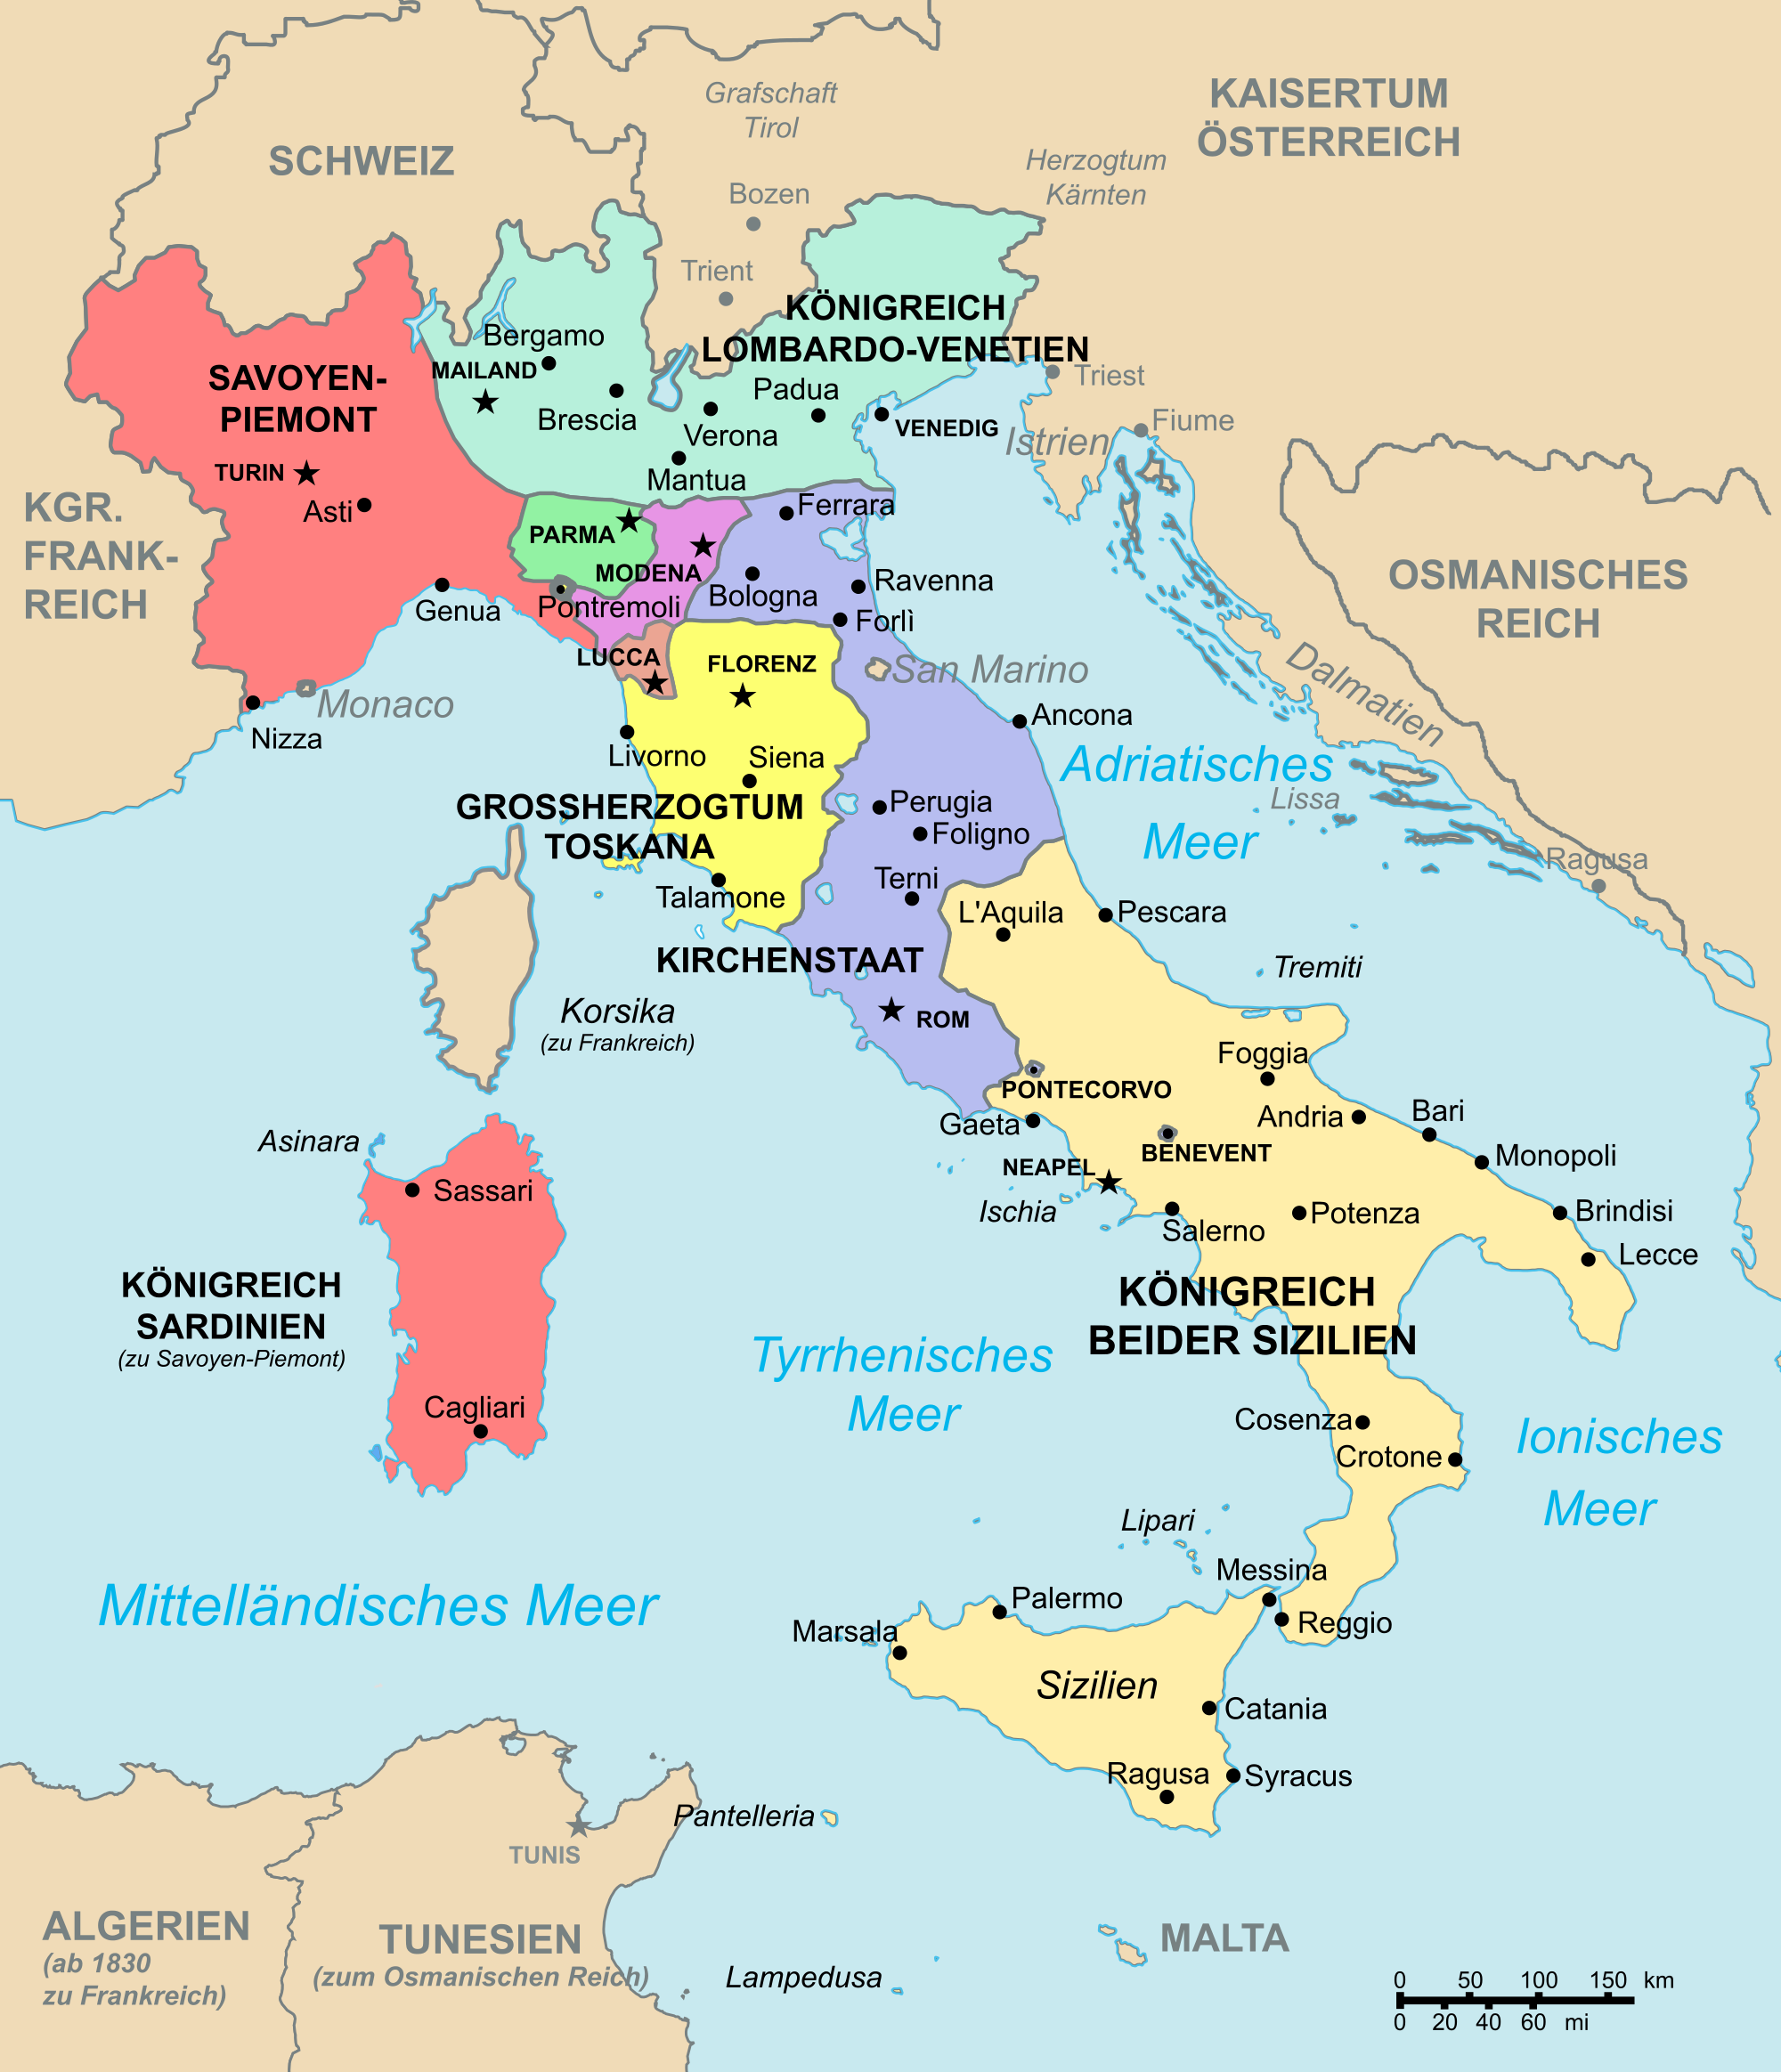 Grafschaft
Tirol
KAISERTUM
ÖSTERREICH
SCHWEIZ
Herzogtum
Kärnten
Bozen
Trient
KÖNIGREICH
LOMBARDO-VENETIEN
Bergamo
MAILAND
Brescia
Verona
Padua
Mantua
VENEDIG
Triest
Istrien
Fiume
SAVOYEN-
PIEMONT
TURIN
Asti
KGR.
FRANK-
REICH
PARMA
MODENA
Ferrara
Genua
Pontremoli
Bologna
Ravenna
Forlì
OSMANISCHES
REICH
LUCCA
FLORENZ
San Marino
Dalmatien
Monaco
Nizza
Livorno
Siena
Ancona
Adriatisches
Meer
Lissa
GROSSHERZOGTUM
TOSKANA
Perugia
Foligno
Terni
Talamone
L'Aquila
Pescara
Ragusa
KIRCHENSTAAT
Tremiti
Korsika
(zu Frankreich)
ROM
PONTECORVO
Foggia
Gaeta
Andria
Bari
Asinara
NEAPEL
BENEVENT
Monopoli
Sassari
Ischia
Salerno
Potenza
Brindisi
Lecce
KÖNIGREICH
SARDINIEN
(zu Savoyen-Piemont)
KÖNIGREICH
BEIDER SIZILIEN
Tyrrhenisches
Meer
Cagliari
Cosenza
Crotone
Ionisches
Meer
Lipari
Messina
Mittelländisches Meer
Palermo
Reggio
Marsala
Sizilien
Catania
Ragusa
Syracus
Pantelleria
TUNIS
ALGERIEN
(ab 1830
zu Frankreich)
TUNESIEN
(zum Osmanischen Reich)
Lampedusa
MALTA
0 50 100 150 km
0 20 40 60 mi